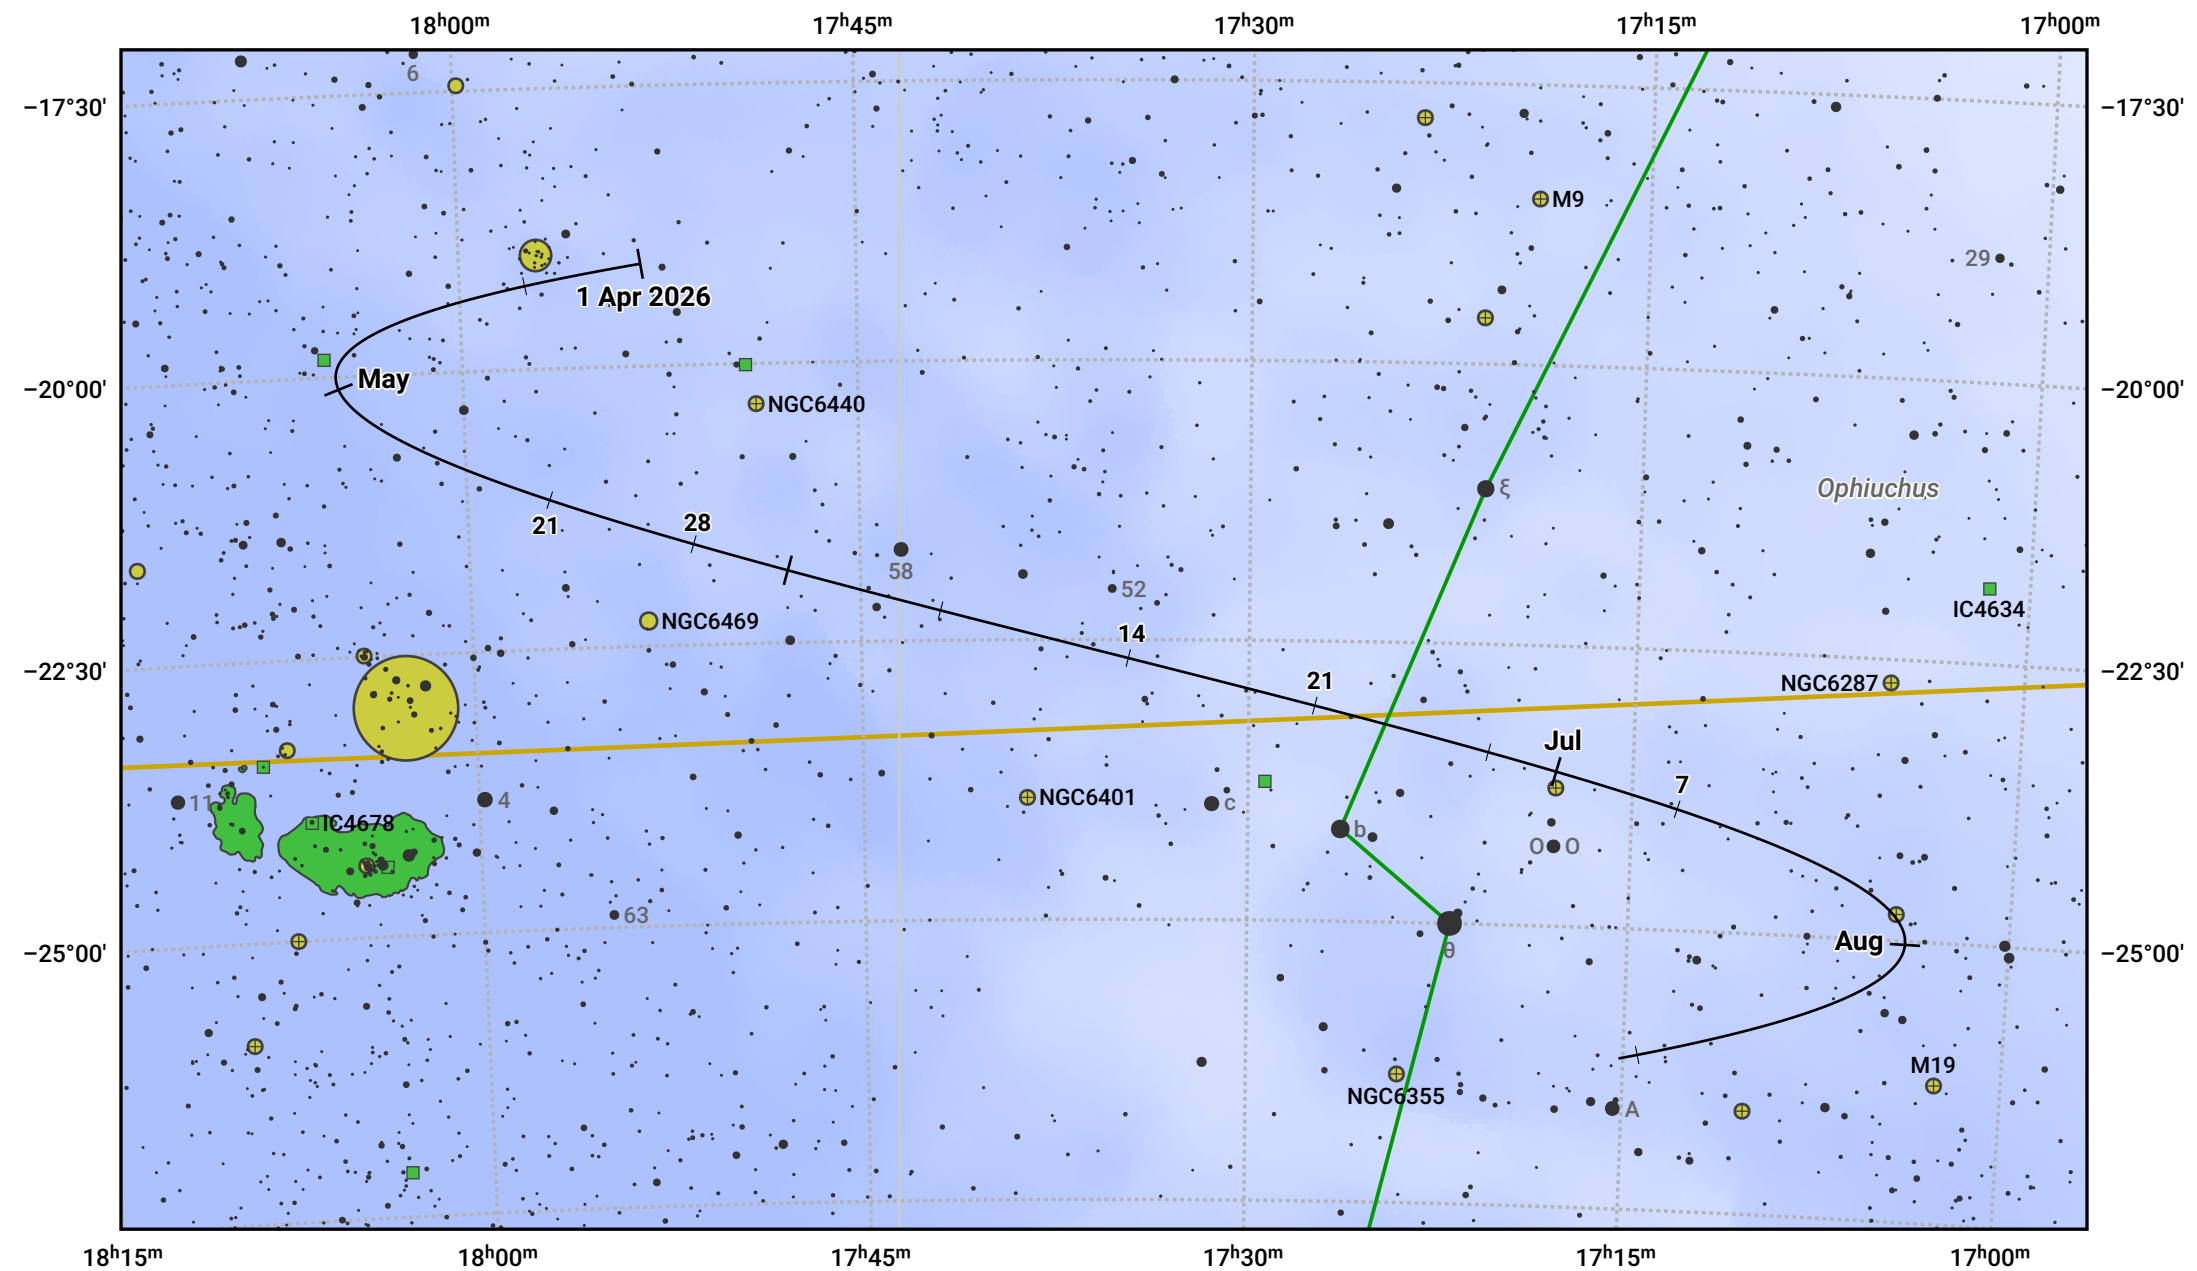 18ʰ00ᵐ 17ʰ45ᵐ 17ʰ30ᵐ 17ʰ15ᵐ 17ʰ00ᵐ
6
−17°30' −17°30'
M9
29
1 Apr 2026
May
−20°00' −20°00'
NGC6440
ξ
Ophiuchus
21
28
58
52
IC4634
NGC6469
14
−22°30' −22°30'
21
NGC6287
Jul
7
11
4
NGC6401
c
IC4678
b
O O
63
θ
Aug
−25°00' −25°00'
M19
NGC6355
A
18ʰ15ᵐ 18ʰ00ᵐ 17ʰ45ᵐ 17ʰ30ᵐ 17ʰ15ᵐ 17ʰ00ᵐ